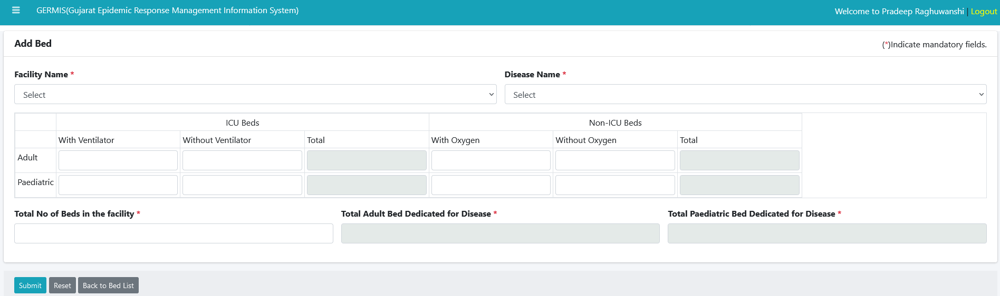 GERMIS(Gujarat Epidemic Response Management Information System)
Welcome to Pradeep Raghuwanshi | Logout
Add Bed
(*)Indicate mandatory fields.
Facility Name *
Disease Name *
Select
Select
ICU Beds
Non-ICU Beds
With Ventilator
Without Ventilator
Total
With Oxygen
Without Oxygen
Total
Adult
Paediatric
Total No of Beds in the facility *
Total Adult Bed Dedicated for Disease *
Total Paediatric Bed Dedicated for Disease *
Submit
Reset
Back to Bed List